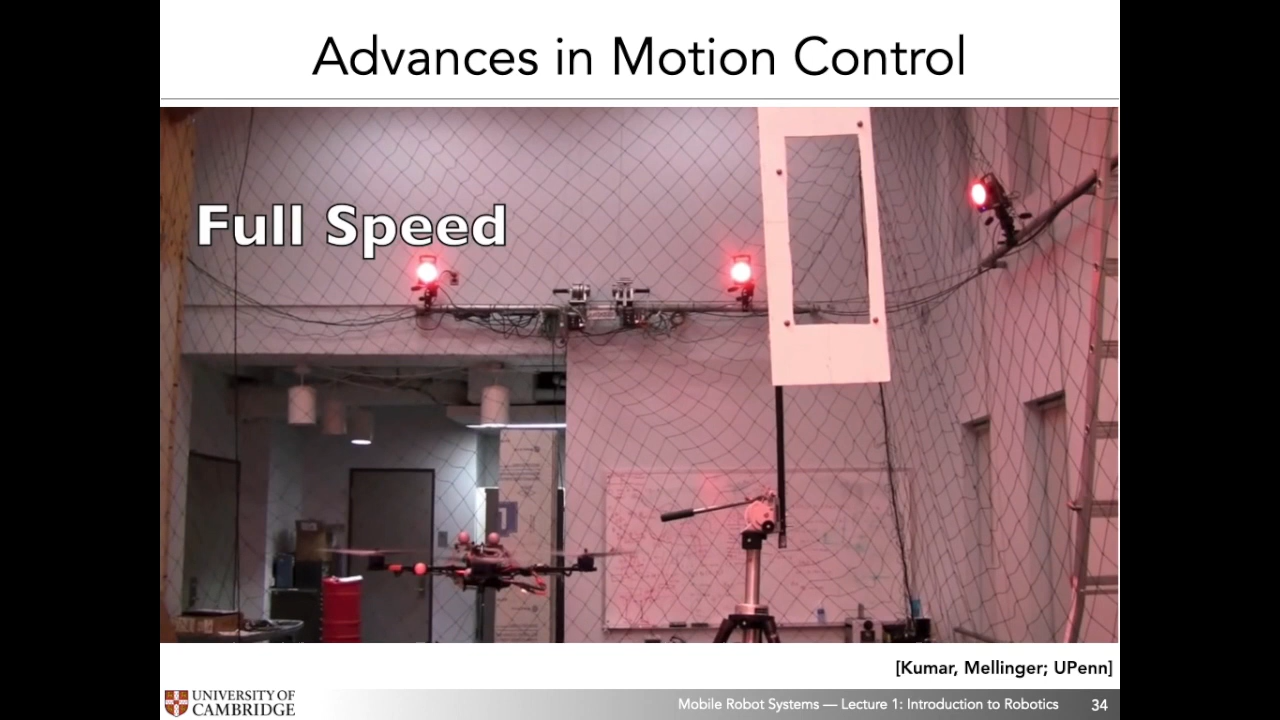 Advances in Motion Control
Full Speed
[Kumar, Mellinger; UPenn]
UNIVERSITY OF
CAMBRIDGE
Mobile Robot Systems — Lecture 1: Introduction to Robotics
34